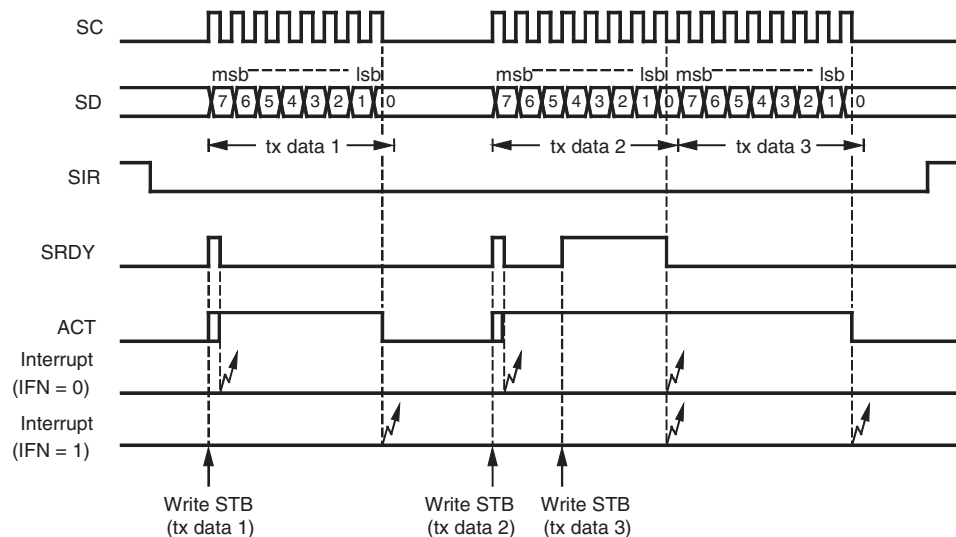 SC
msb lsb msb lsb
SD 7 6 5 4 3 2 1 0 7 6 5 4 3 2 1 0 7 6 5 4 3 2 1 0
tx data 1 tx data 2 tx data 3
SIR
SRDY
ACT
Interrupt
(IFN = 0)
Interrupt
(IFN = 1)
Write STB Write STB Write STB
(tx data 1) (tx data 2) (tx data 3)